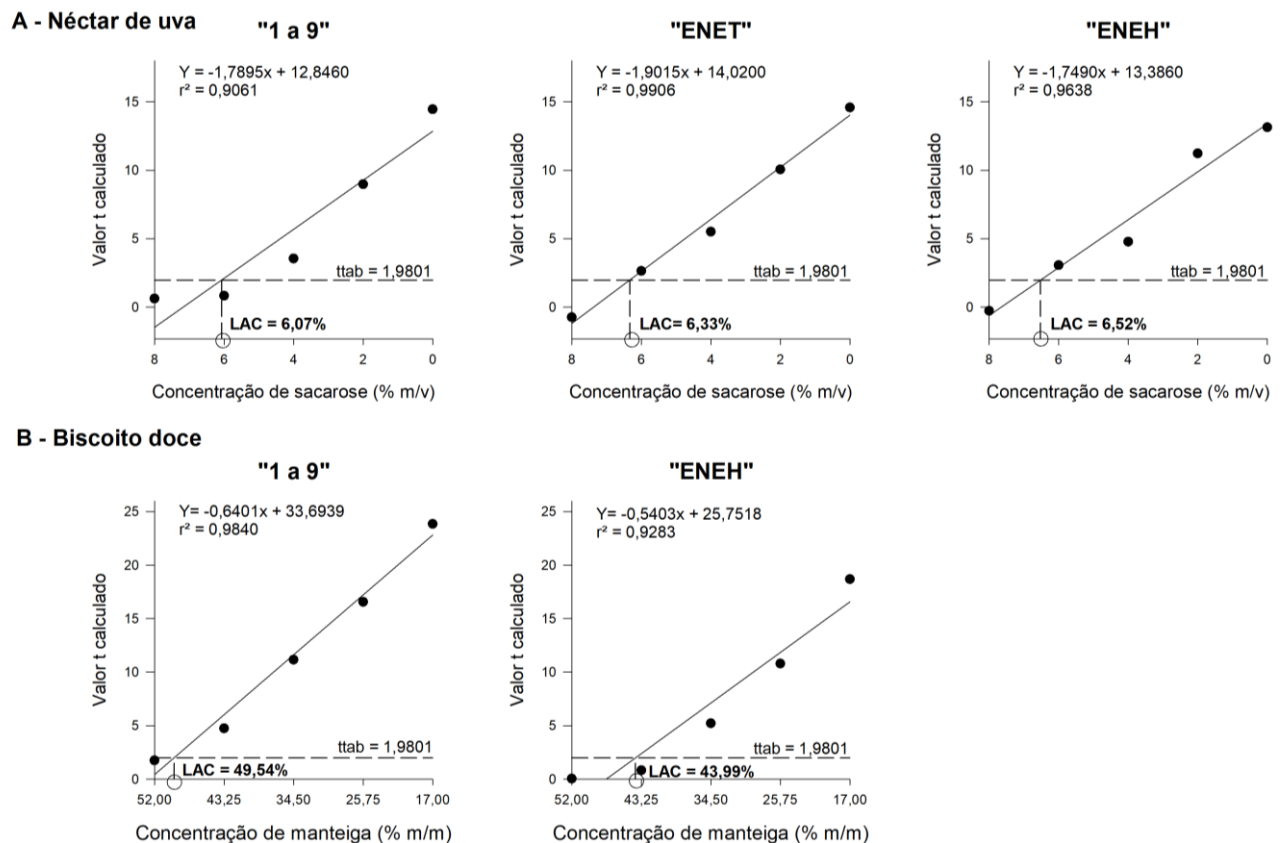 A - Néctar de uva
"1 a 9"
Y = -1,7895x + 12,8460
r² = 0,9061
15
10
5
0
Valor t calculado
ttab = 1,9801
LAC = 6,07%
8 6 4 2 0
Concentração de sacarose (% m/v)
"ENET"
Y = -1,9015x + 14,0200
r² = 0,9906
15
10
5
0
Valor t calculado
ttab = 1,9801
LAC= 6,33%
8 6 4 2 0
Concentração de sacarose (% m/v)
"ENEH"
Y = -1,7490x + 13,3860
r² = 0,9638
15
10
5
0
Valor t calculado
ttab = 1,9801
LAC = 6,52%
8 6 4 2 0
Concentração de sacarose (% m/v)
B - Biscoito doce
"1 a 9"
Y= -0,6401x + 33,6939
r² = 0,9840
25
20
15
10
5
0
Valor t calculado
ttab = 1,9801
LAC = 49,54%
52,00 43,25 34,50 25,75 17,00
Concentração de manteiga (% m/m)
"ENEH"
Y= -0,5403x + 25,7518
r² = 0,9283
25
20
15
10
5
0
Valor t calculado
ttab = 1,9801
LAC = 43,99%
52,00 43,25 34,50 25,75 17,00
Concentração de manteiga (% m/m)